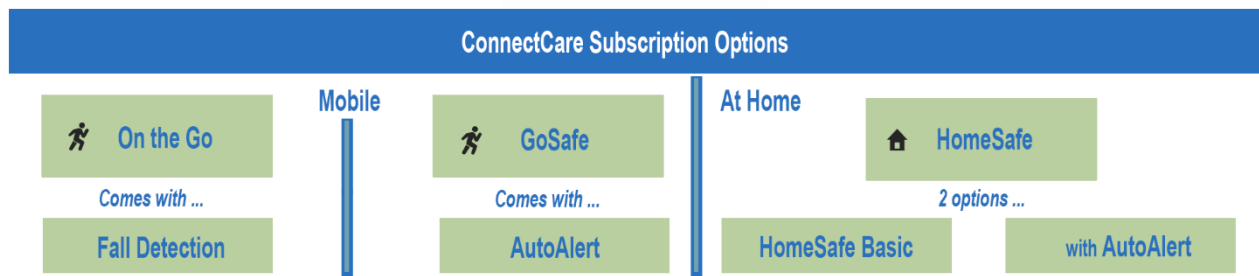 ConnectCare Subscription Options
Mobile
At Home
On the Go
GoSafe
HomeSafe
Comes with ...
Comes with ...
2 options ...
Fall Detection
AutoAlert
HomeSafe Basic
with AutoAlert